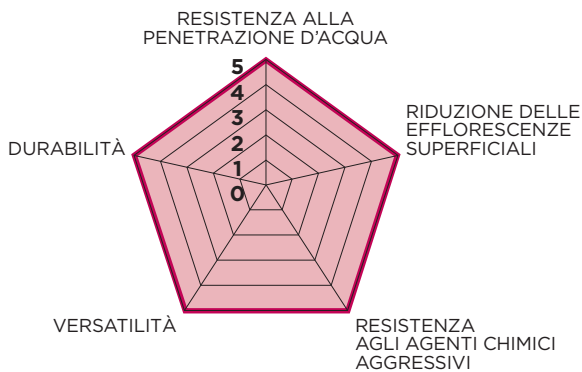 RESISTENZA ALLA
PENETRAZIONE D'ACQUA
5
4
3
2
1
0
RIDUZIONE DELLE
EFFLORESCENZE
SUPERFICIALI
DURABILITÀ
VERSATILITÀ
RESISTENZA
AGLI AGENTI CHIMICI
AGGRESSIVI